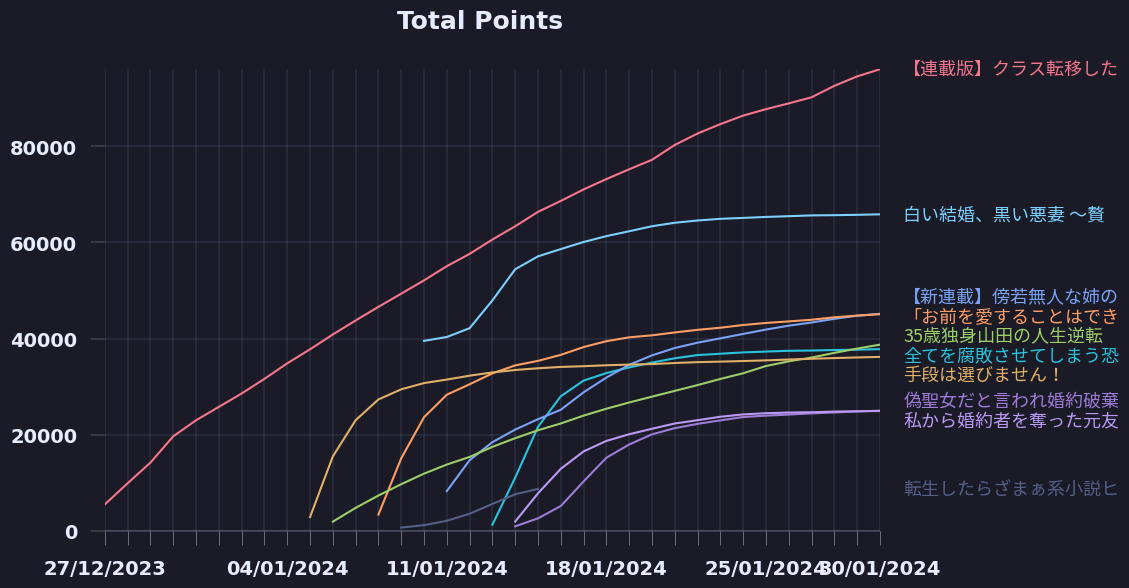 Total Points
【連載版】クラス転移した
80000
白い結婚、黒い悪妻 〜贅
60000
【新連載】傍若無人な姉の
「お前を愛することはでき
40000
35歳独身山田の人生逆転
全てを腐敗させてしまう恐
手段は選びません！
偽聖女だと言われ婚約破棄
私から婚約者を奪った元友
20000
転生したらざまぁ系小説ヒ
0
27/12/2023 04/01/2024 11/01/2024 18/01/2024 25/01/2024 30/01/2024